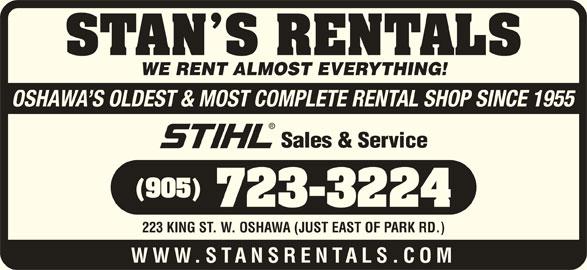 STAN'S RENTALS
WE RENT ALMOST EVERYTHING!
OSHAWA'S OLDEST & MOST COMPLETE RENTAL SHOP SINCE 1955
STIHL® Sales & Service
(905) 723-3224
223 KING ST. W. OSHAWA (JUST EAST OF PARK RD.)
WWW.STANSRENTALS.COM